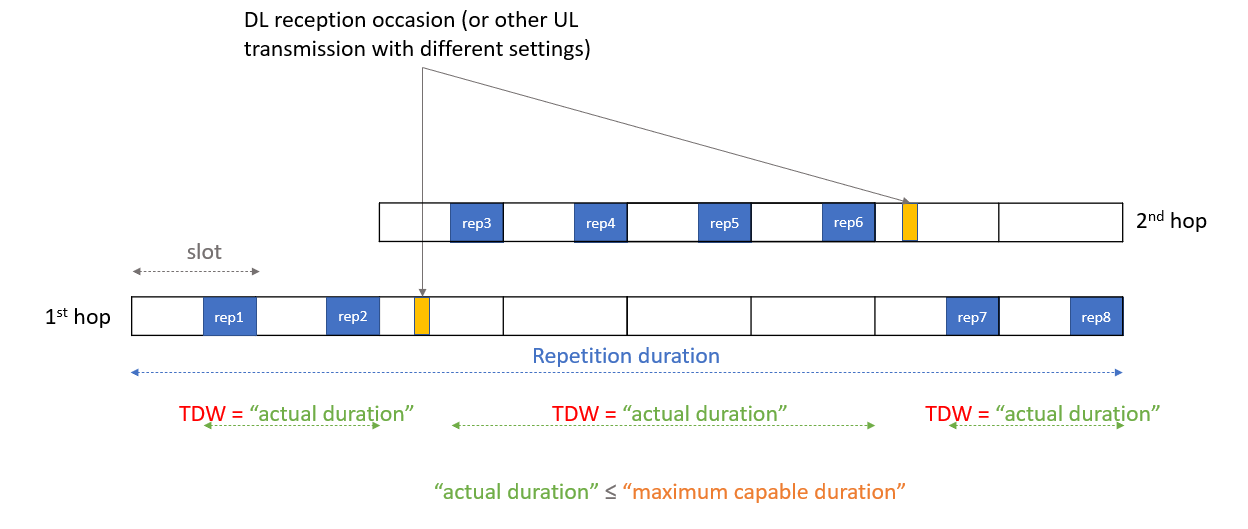 DL reception occasion (or other UL
transmission with different settings)
rep3 rep4 rep5 rep6 2nd hop
slot
1st hop rep1 rep2 rep7 rep8
Repetition duration
TDW = “actual duration” TDW = “actual duration” TDW = “actual duration”
“actual duration” ≤ “maximum capable duration”